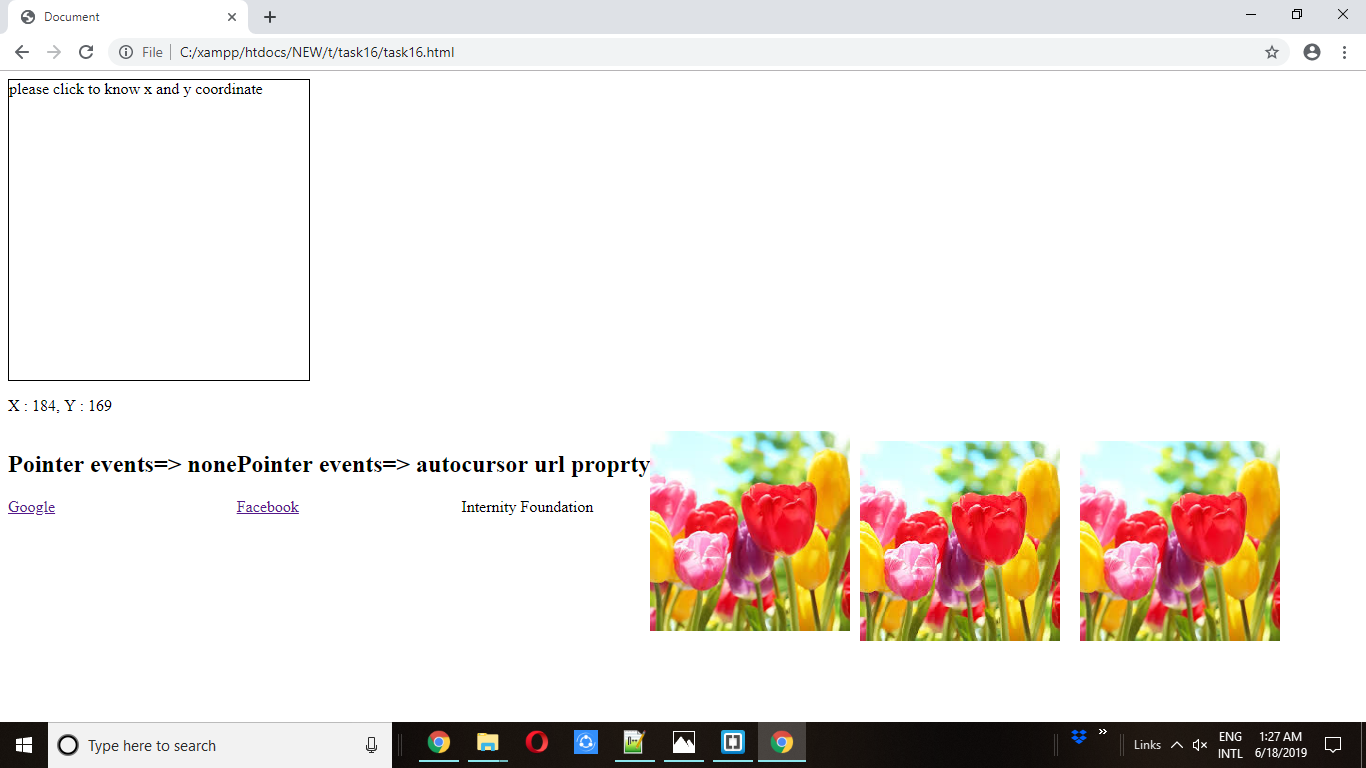 Document
File
C:/xampp/htdocs/NEW/t/task16/task16.html
please click to know x and y coordinate
X : 184, Y : 169
Pointer events=> nonePointer events=> autocursor url proprty
Google Facebook Internity Foundation
Type here to search
Links
ENG
INTL
1:27 AM
6/18/2019